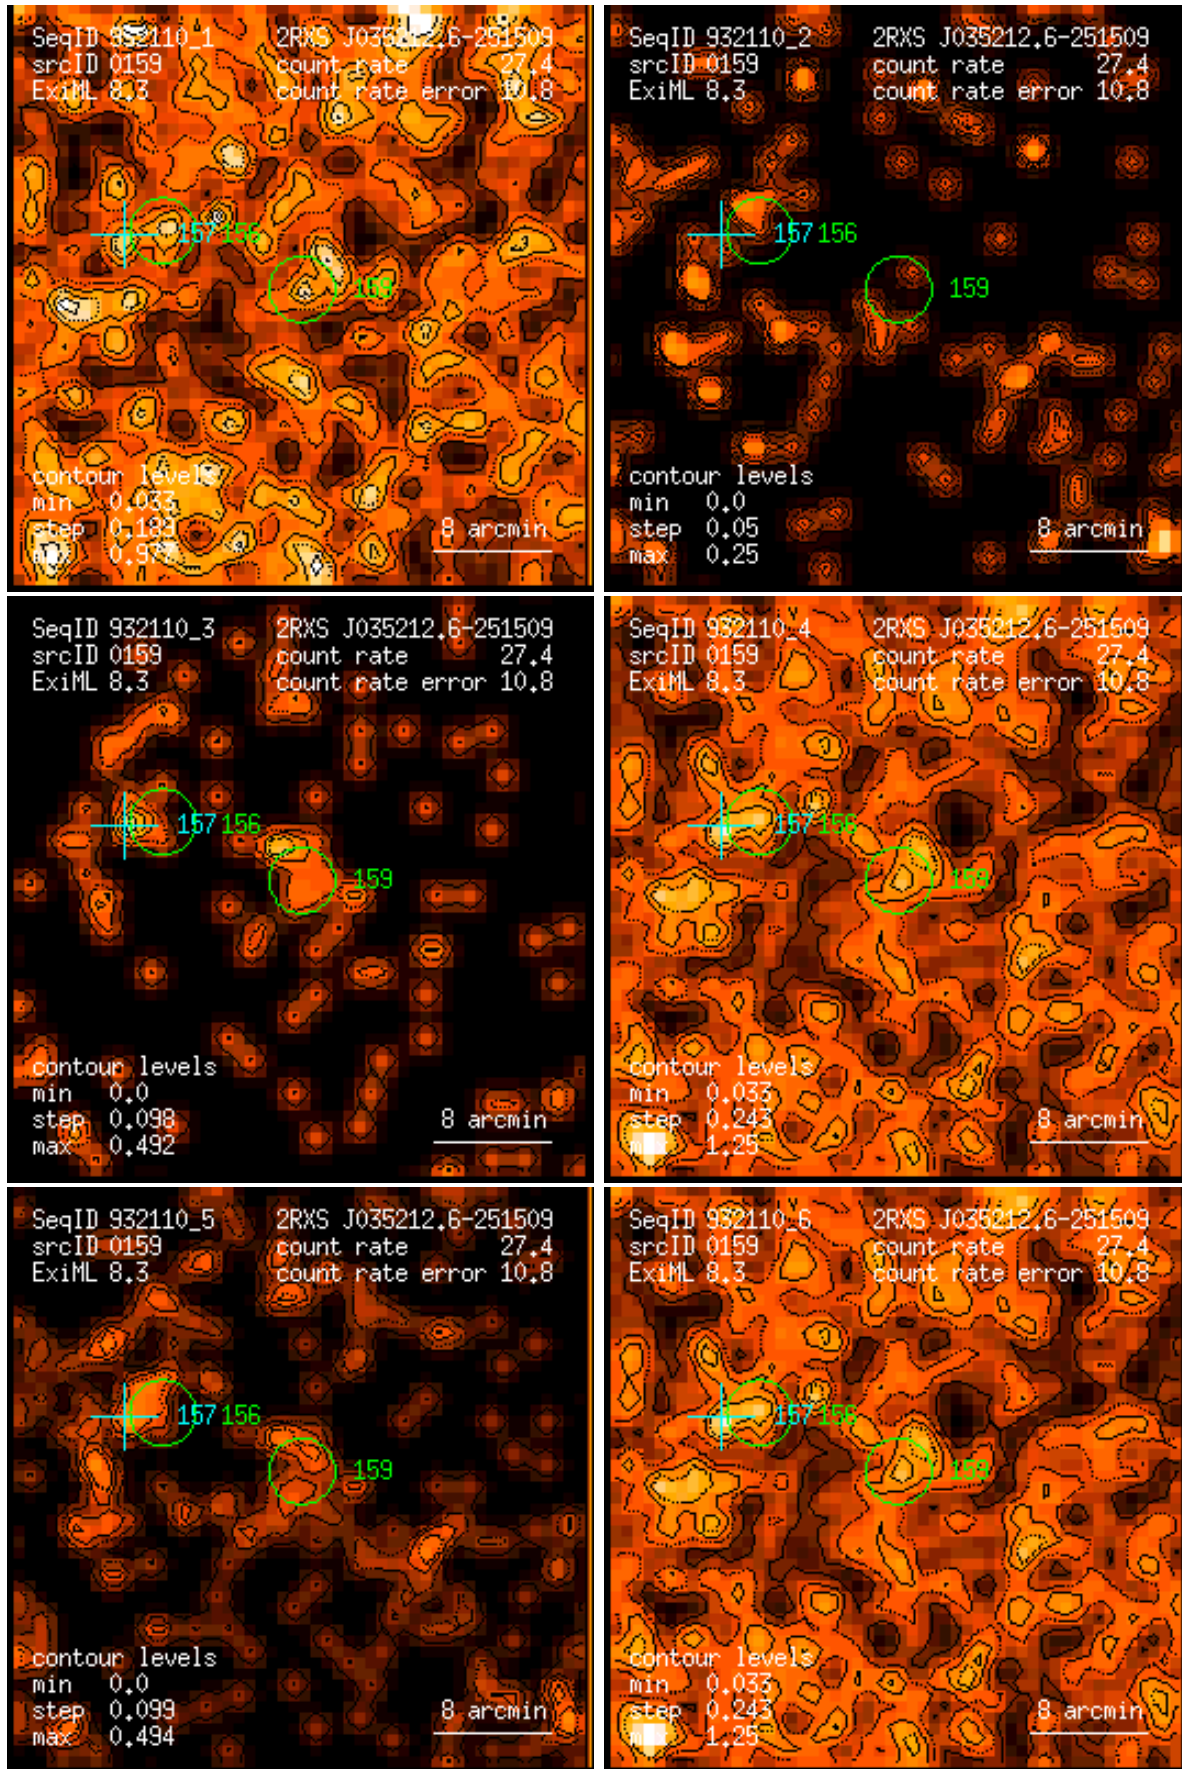 SeqID 932110_1 2RXS J035212.6-251509
srcID 0159 count rate 27.4
ExiML 8.3 count rate error 10.8
157 156
159
contour levels
min 0.033
step 0.189
max 0.977
8 arcmin
SeqID 932110_2 2RXS J035212.6-251509
srcID 0159 count rate 27.4
ExiML 8.3 count rate error 10.8
157 156
159
contour levels
min 0.0
step 0.05
max 0.25
8 arcmin
SeqID 932110_3 2RXS J035212.6-251509
srcID 0159 count rate 27.4
ExiML 8.3 count rate error 10.8
157 156
159
contour levels
min 0.0
step 0.098
max 0.492
8 arcmin
SeqID 932110_4 2RXS J035212.6-251509
srcID 0159 count rate 27.4
ExiML 8.3 count rate error 10.8
157 156
159
contour levels
min 0.033
step 0.243
max 1.25
8 arcmin
SeqID 932110_5 2RXS J035212.6-251509
srcID 0159 count rate 27.4
ExiML 8.3 count rate error 10.8
157 156
159
contour levels
min 0.0
step 0.099
max 0.494
8 arcmin
SeqID 932110_6 2RXS J035212.6-251509
srcID 0159 count rate 27.4
ExiML 8.3 count rate error 10.8
157 156
159
contour levels
min 0.033
step 0.243
max 1.25
8 arcmin